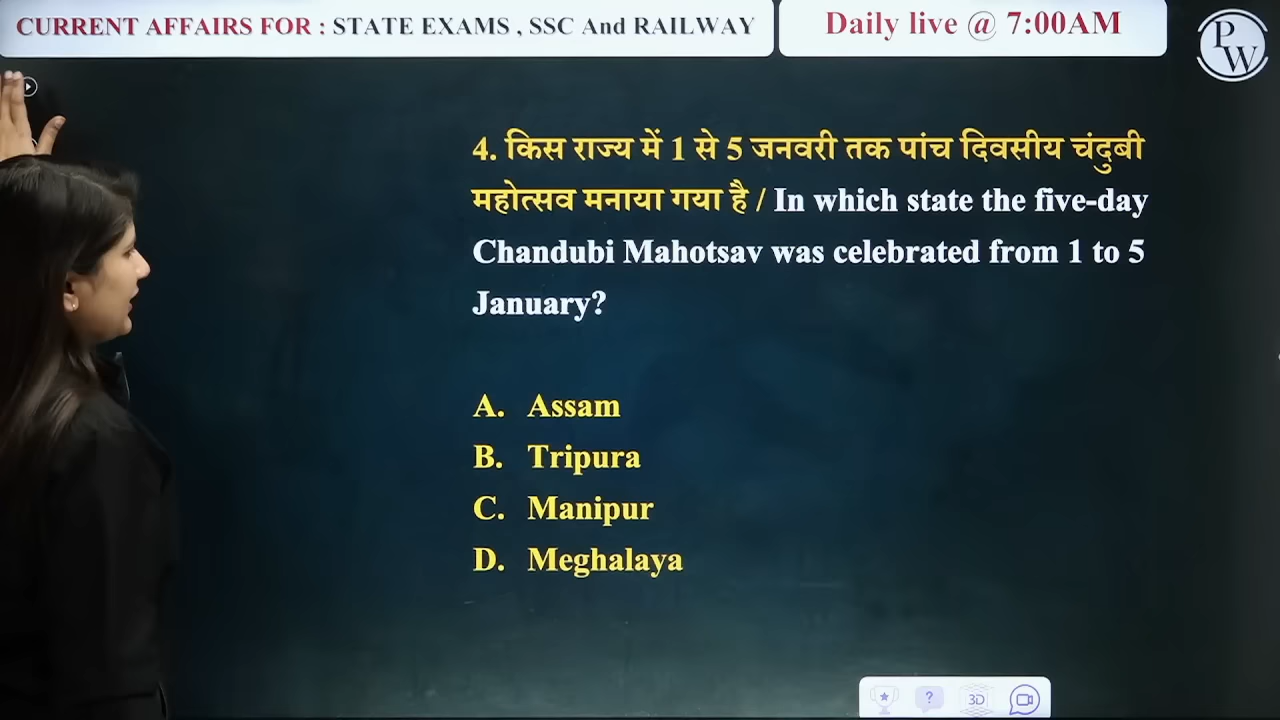 CURRENT AFFAIRS FOR : STATE EXAMS , SSC And RAILWAY
Daily live @ 7:00AM
PW
4. किस राज्य में 1 से 5 जनवरी तक पांच दिवसीय चंदुबी
महोत्सव मनाया गया है / In which state the five-day
Chandubi Mahotsav was celebrated from 1 to 5
January?
A. Assam
B. Tripura
C. Manipur
D. Meghalaya
?
3D